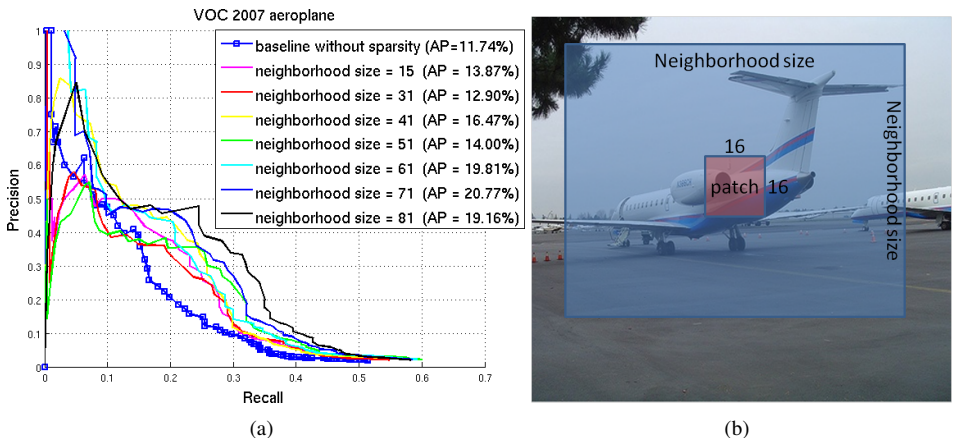 VOC 2007 aeroplane
baseline without sparsity (AP=11.74%)
neighborhood size = 15 (AP = 13.87%)
neighborhood size = 31 (AP = 12.90%)
neighborhood size = 41 (AP = 16.47%)
neighborhood size = 51 (AP = 14.00%)
neighborhood size = 61 (AP = 19.81%)
neighborhood size = 71 (AP = 20.77%)
neighborhood size = 81 (AP = 19.16%)
Precision
1
0.9
0.8
0.7
0.6
0.5
0.4
0.3
0.2
0.1
0
0
0.1
0.2
0.3
0.4
0.5
0.6
0.7
Recall
(a)
Neighborhood size
Neighborhood size
16
patch
16
(b)